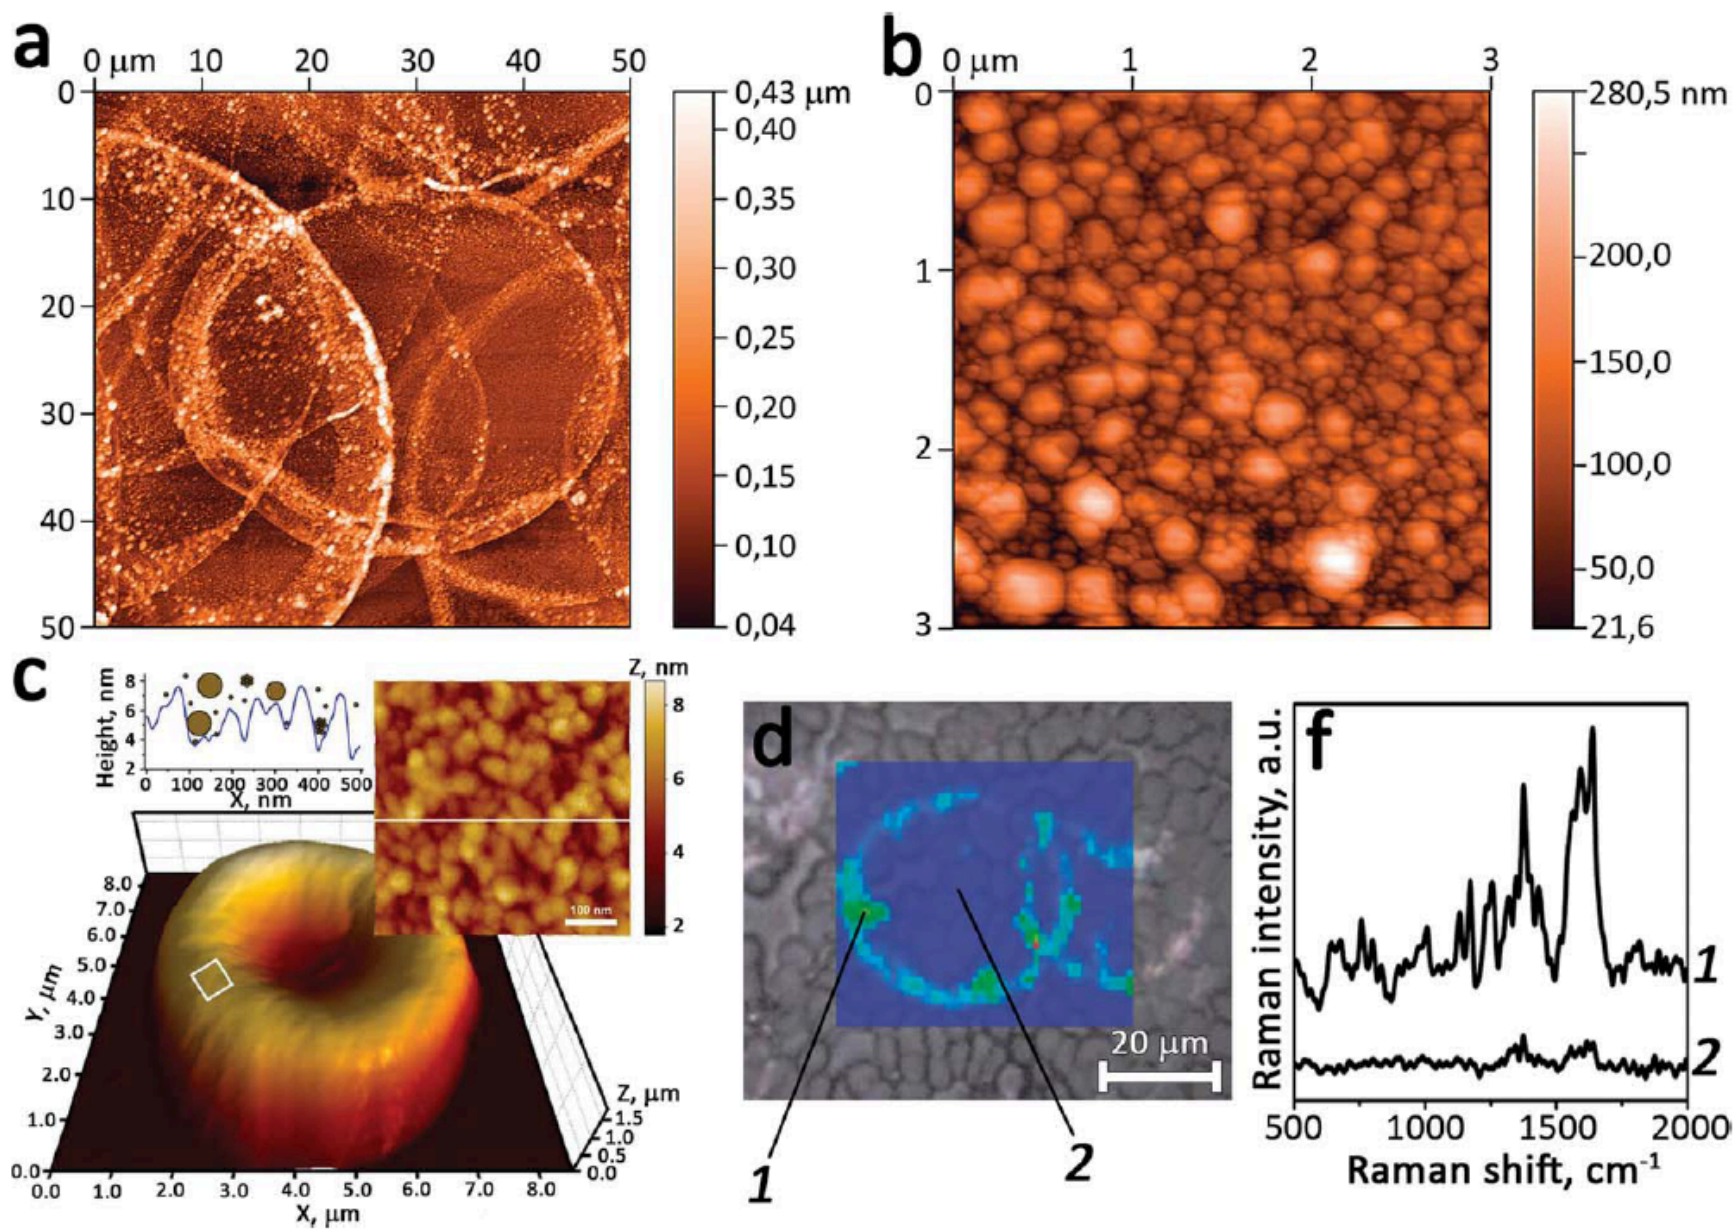 a
0 μm 10 20 30 40 50
0
10
20
30
40
50
0,43 μm
0,40
0,35
0,30
0,25
0,20
0,15
0,10
0,04
b
0 μm 1 2 3
0
1
2
3
280,5 nm
200,0
150,0
100,0
50,0
21,6
c
Height, nm
8
6
4
2
0 100 200 300 400 500
X, nm
Z, nm
8
6
4
2
100 nm
Y, μm
8.0
7.0
6.0
5.0
4.0
3.0
2.0
1.0
0.0
0.0 1.0 2.0 3.0 4.0 5.0 6.0 7.0 8.0
X, μm
Z, μm
1.5
1.0
0.5
0.0
d
20 μm
1
2
f
Raman intensity, a.u.
1
2
500 1000 1500 2000
Raman shift, cm⁻¹